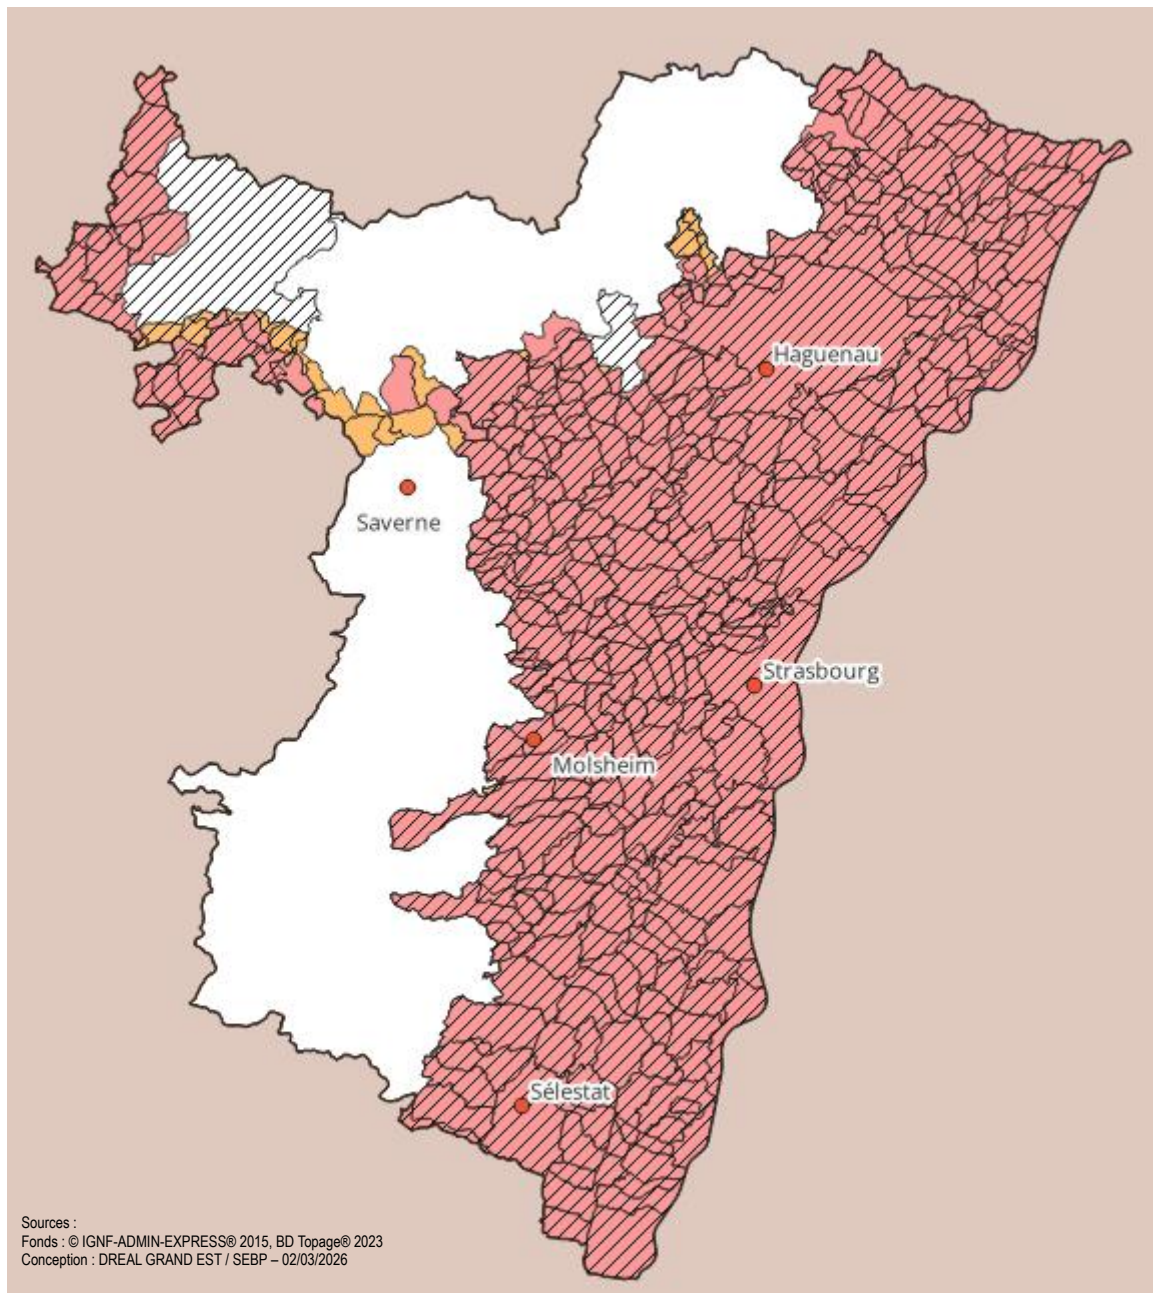 Haguenau
Saverne
Strasbourg
Molsheim
Sélestat
Sources :
Fonds : © IGNF-ADMIN-EXPRESS® 2015, BD Topage® 2023
Conception : DREAL GRAND EST / SEBP – 02/03/2026